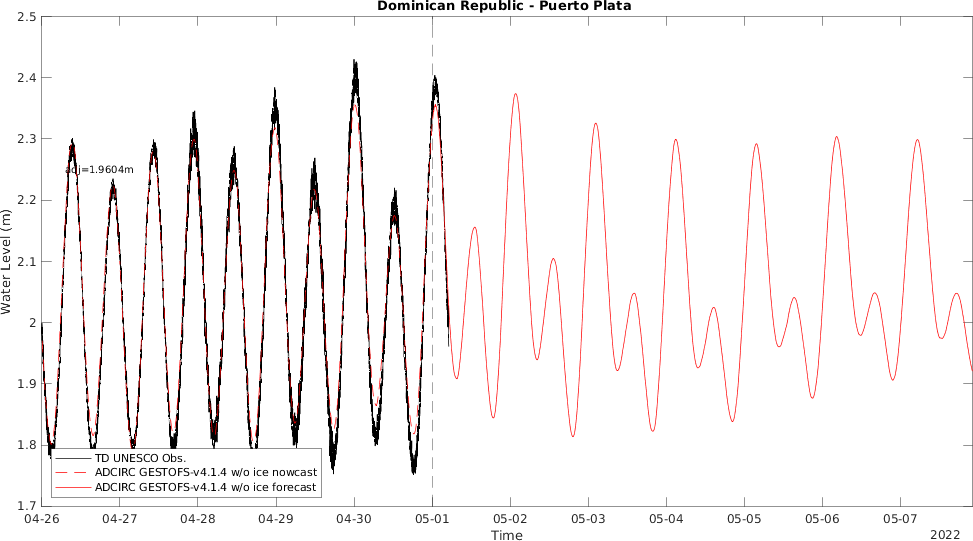 Dominican Republic - Puerto Plata
2.5
2.4
2.3
2.2
2.1
2
1.9
1.8
1.7
Water Level (m)
adj=1.9604m
TD UNESCO Obs.
ADCIRC GESTOFS-v4.1.4 w/o ice nowcast
ADCIRC GESTOFS-v4.1.4 w/o ice forecast
04-26 04-27 04-28 04-29 04-30 05-01 05-02 05-03 05-04 05-05 05-06 05-07
Time
2022